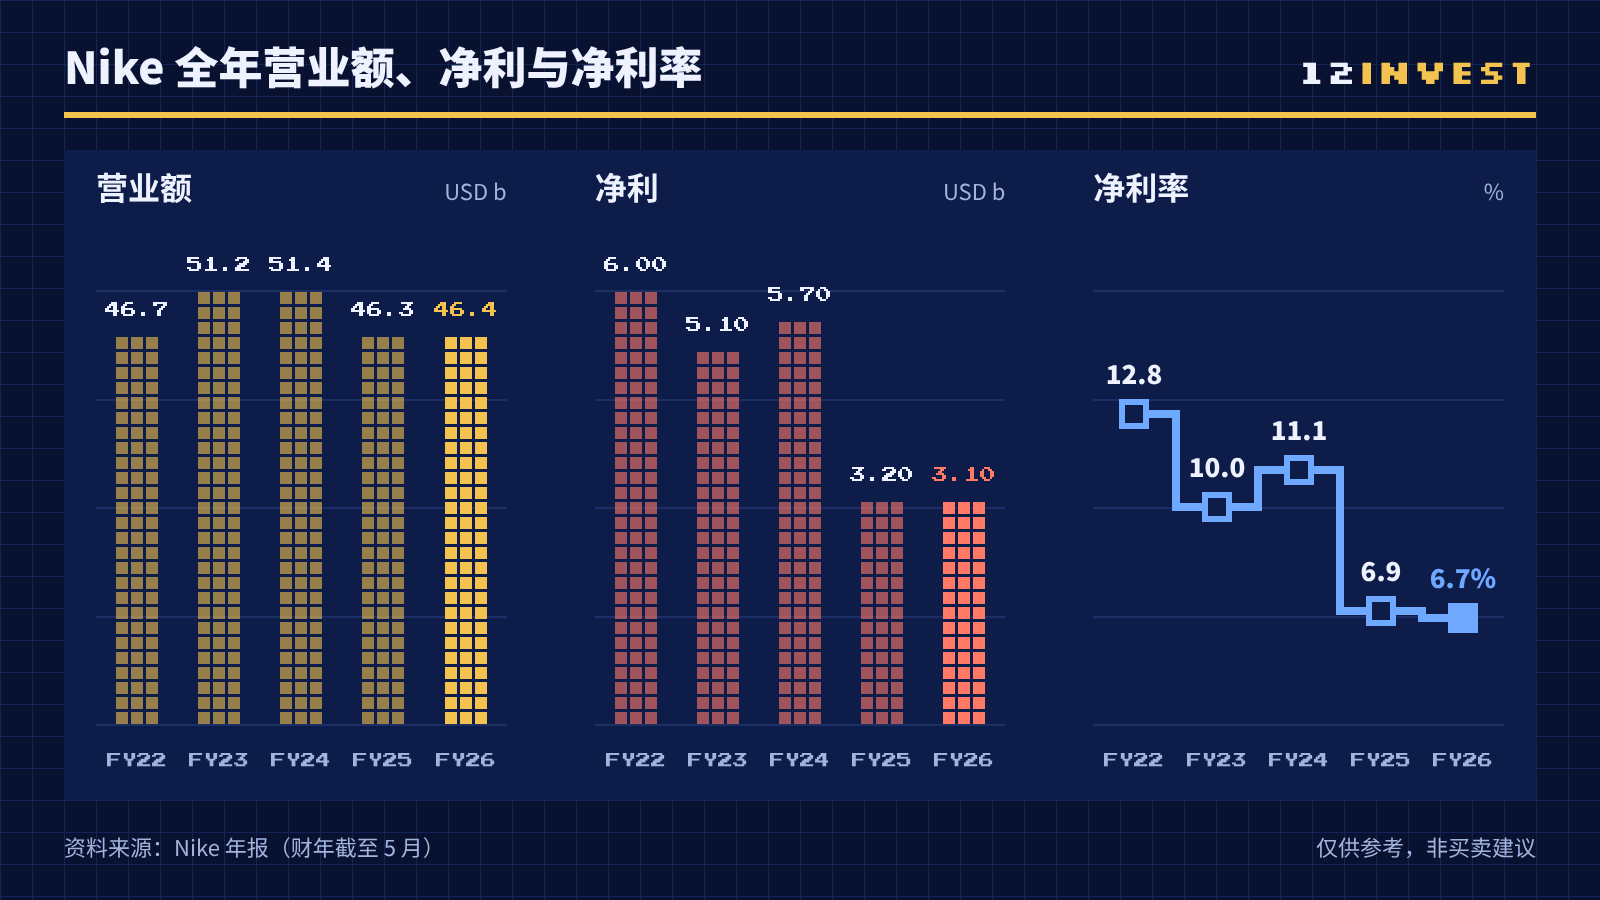 Nike 全年营业额、净利与净利率
12INVEST
营业额 USD b
46.7 51.2 51.4 46.3 46.4
FY22 FY23 FY24 FY25 FY26
净利 USD b
6.00 5.10 5.70 3.20 3.10
FY22 FY23 FY24 FY25 FY26
净利率 %
12.8 10.0 11.1 6.9 6.7%
FY22 FY23 FY24 FY25 FY26
资料来源：Nike 年报（财年截至 5 月）
仅供参考，非买卖建议